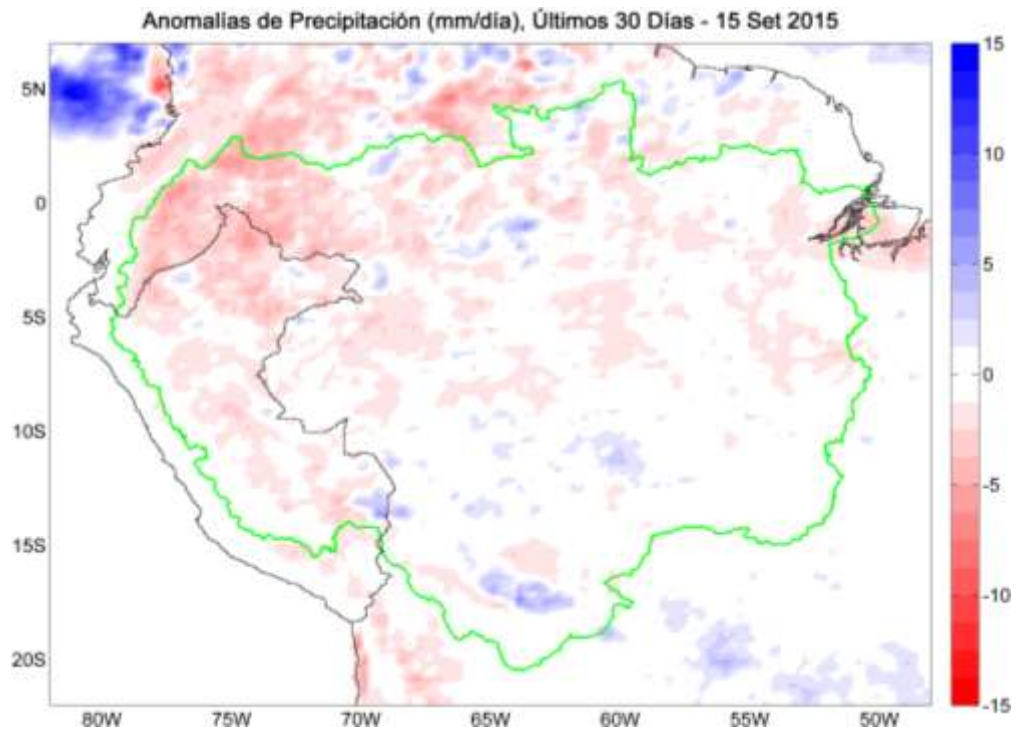 Anomalías de Precipitación (mm/día), Últimos 30 Días - 15 Set 2015
5N
0
5S
10S
15S
20S
80W 75W 70W 65W 60W 55W 50W
15
10
5
0
-5
-10
-15